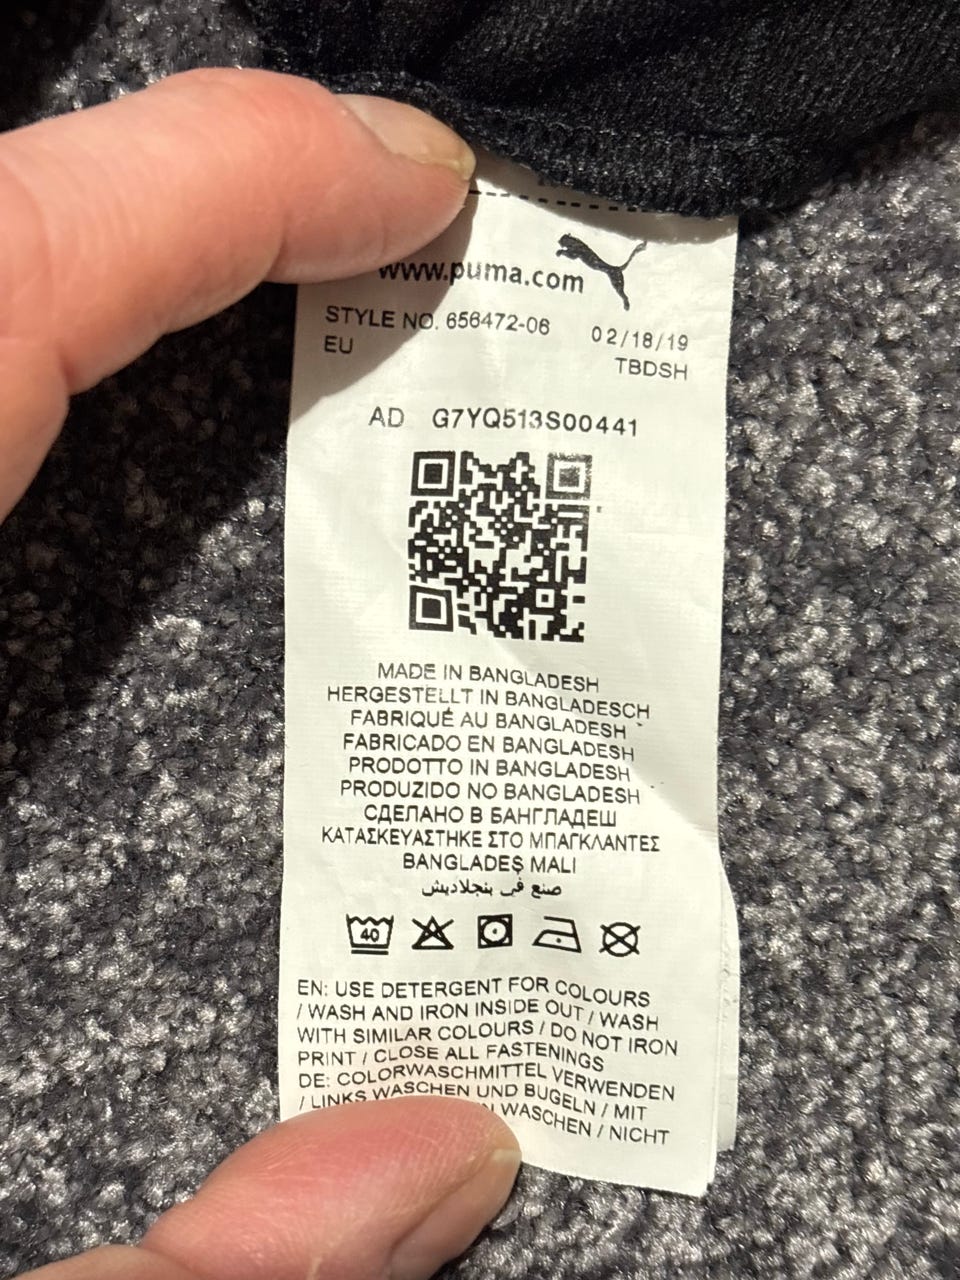 www.puma.com
STYLE NO. 656472-06 02/18/19
EU TBDSH
AD G7YQ513S00441
MADE IN BANGLADESH
HERGESTELLT IN BANGLADESCH
FABRIQUÉ AU BANGLADESH
FABRICADO EN BANGLADESH
PRODOTTO IN BANGLADESH
PRODUZIDO NO BANGLADESH
СДЕЛАНО В БАНГЛАДЕШ
ΚΑΤΑΣΚΕΥΑΣΤΗΚΕ ΣΤΟ ΜΠΑΓΚΛΑΝΤΕΣ
BANGLADEŞ MALI
صنع في بنجلاديش
40
EN: USE DETERGENT FOR COLOURS
/ WASH AND IRON INSIDE OUT / WASH
WITH SIMILAR COLOURS / DO NOT IRON
PRINT / CLOSE ALL FASTENINGS
DE: COLORWASCHMITTEL VERWENDEN
/ LINKS WASCHEN UND BUGELN / MIT
WASCHEN / NICHT